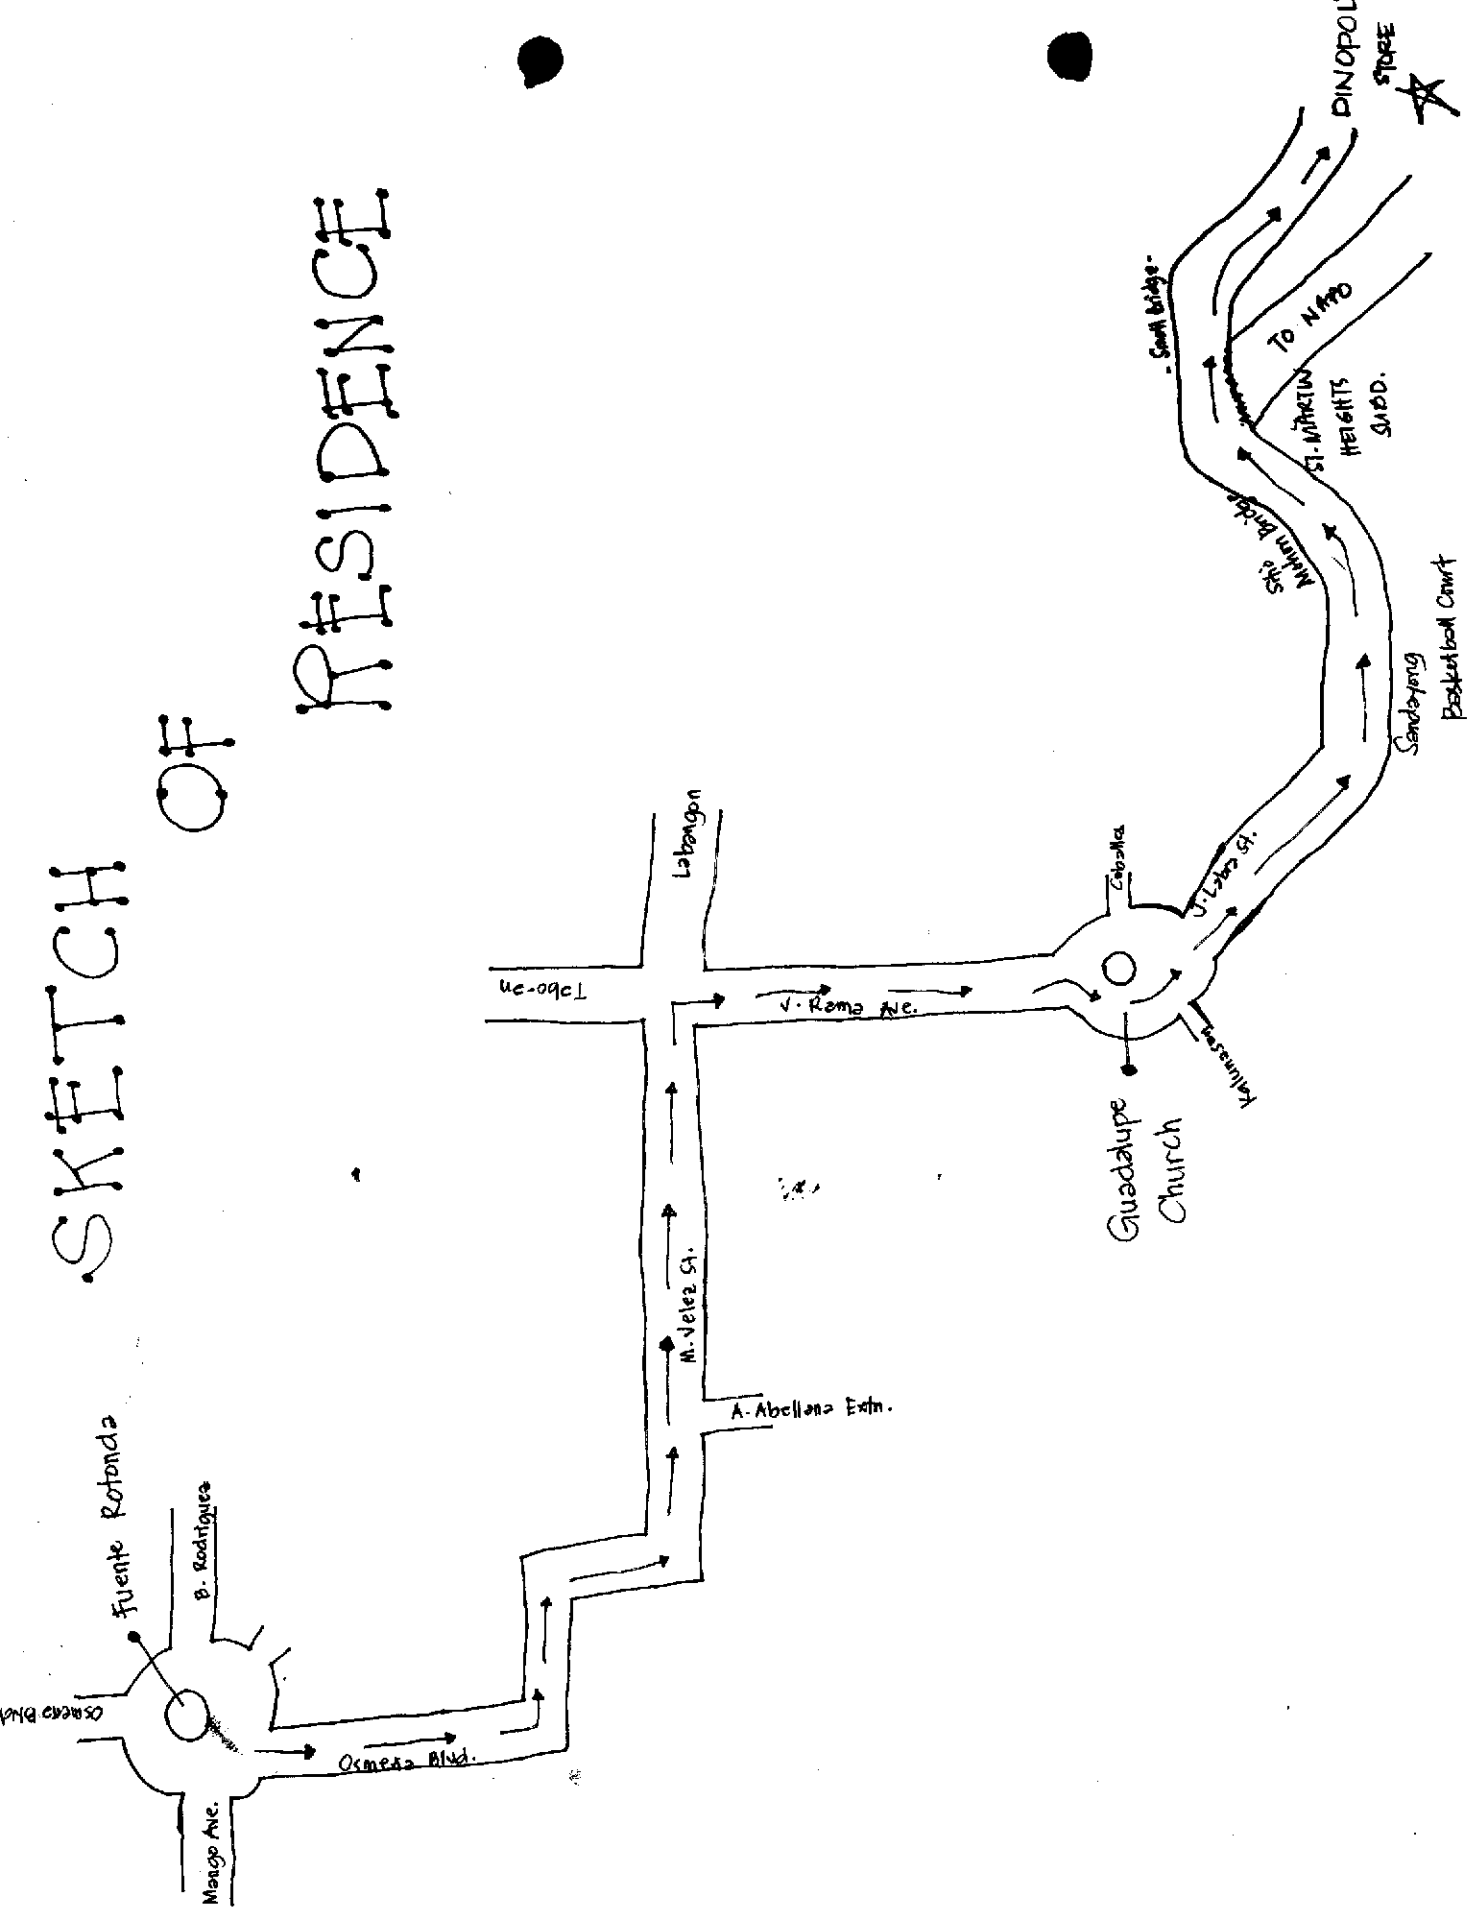 SKETCH
OF
RESIDENCE
Fuente Rotonda
Osmeña Blvd
B. Rodriguez
Mango Ave.
Osmeña Blvd.
A. Abellana Extn.
M. Velez St.
Tabo-an
Labangon
V. Rama Ave.
Guadalupe
Church
Kalunasan
Cabella
J. Labra St.
Sandayong
Basketball Court
Sitio
Mahim Bridge
ST. MARTIN
HEIGHTS
SUBD.
- Small Bridge -
TO NAPO
DINOPOL
STORE